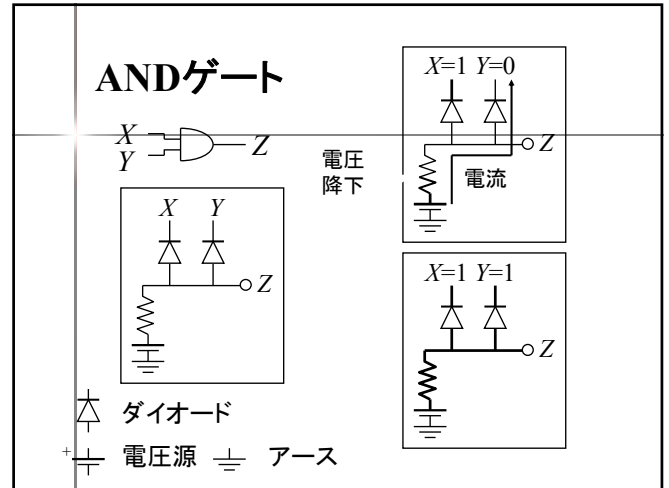 ANDゲート
X
Y
Z
X Y
Z
ダイオード
+
電圧源
アース
X=1 Y=0
Z
電圧
降下
電流
X=1 Y=1
Z